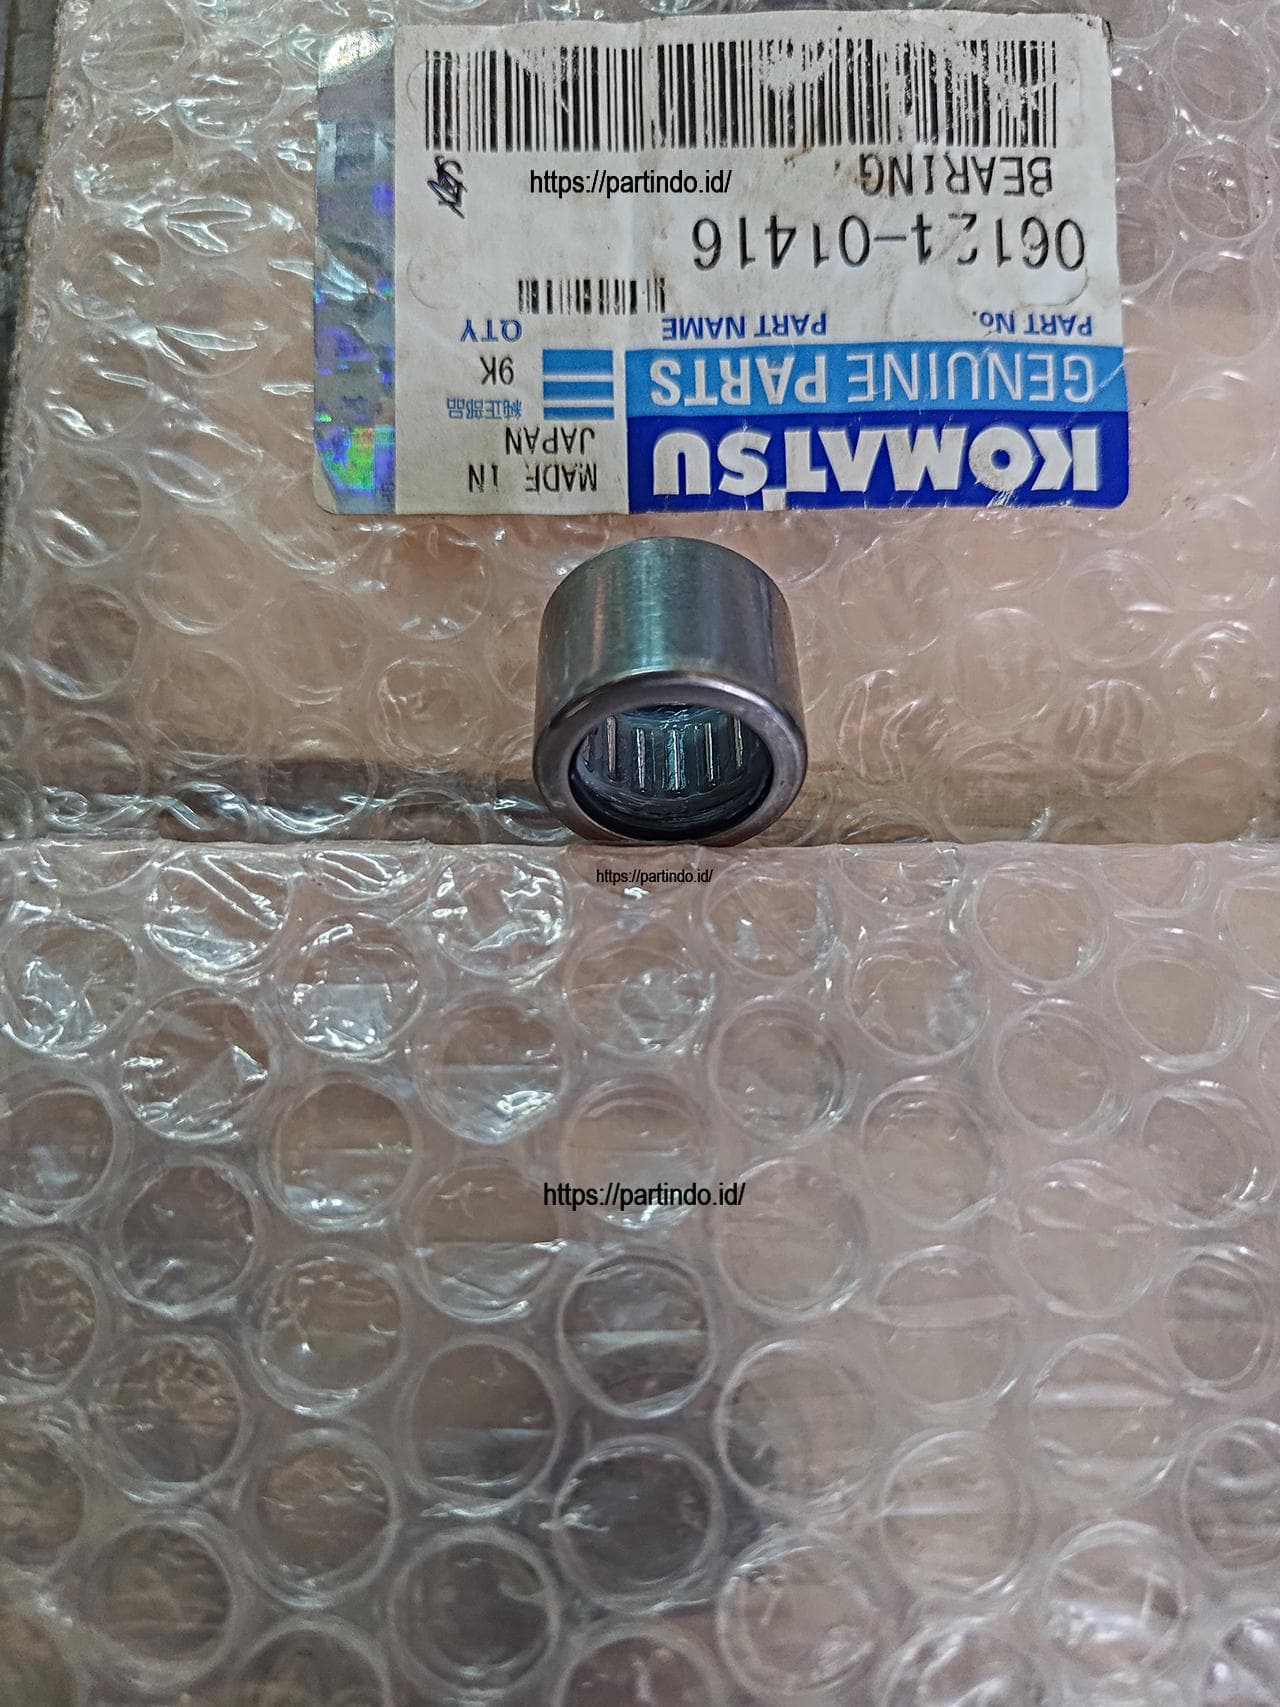 KOMATSU
GENUINE PARTS
MADE IN
JAPAN
純正部品
9K
PART No.
PART NAME
QTY
06124-01416
BEARING
https://partindo.id/
https://partindo.id/
https://partindo.id/